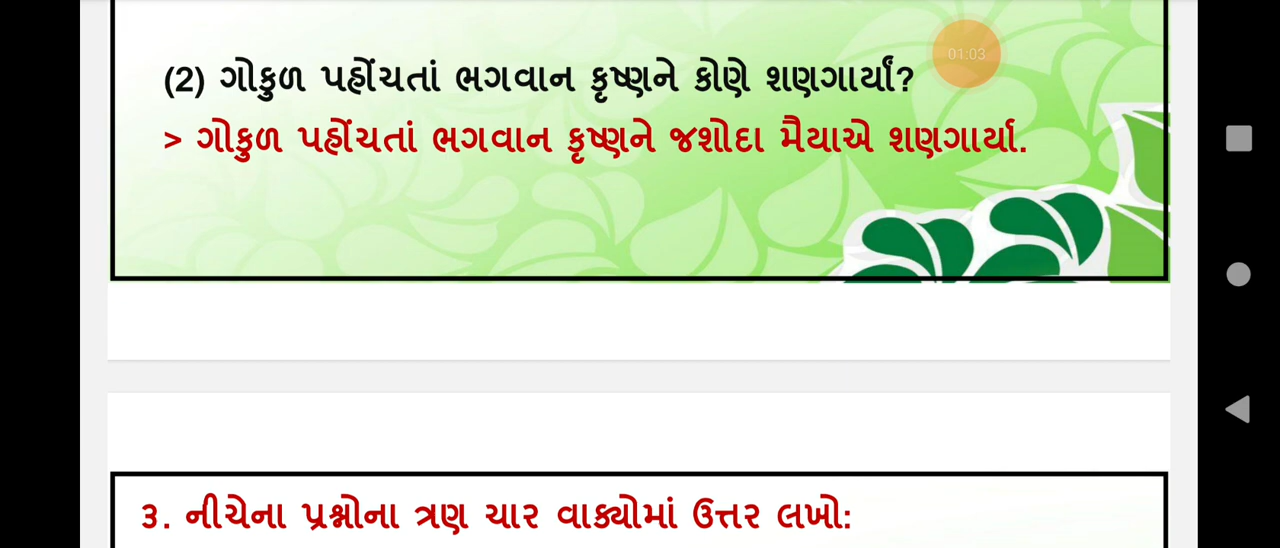 01:03
(2) ગોકુળ પહોંચતાં ભગવાન કૃષ્ણને કોણે શણગાર્યાં?
> ગોકુળ પહોંચતાં ભગવાન કૃષ્ણને જશોદા મૈયાએ શણગાર્યા.
૩. નીચેના પ્રશ્નોના ત્રણ ચાર વાક્યોમાં ઉત્તર લખો: